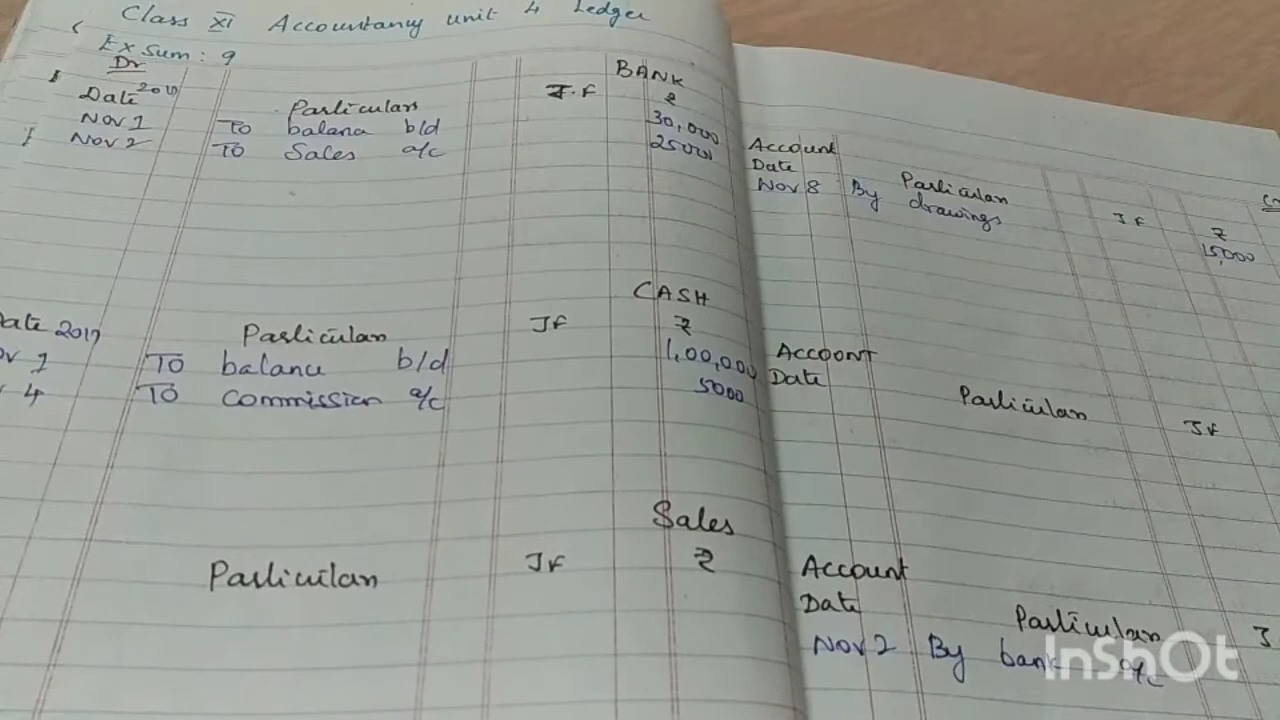 Class XI Accountancy unit 4 Ledger
Ex Sum: 9
Dr
BANK
Date 2017 Particulars J.F ₹
Nov 1 To balance b/d 30,000
Nov 2 To Sales a/c 25000
Account
Date Particulars JF ₹
Nov 8 By drawings 15,000
CASH
Date 2017 Particulars JF ₹
1 To balance b/d 1,00,000
4 To Commission a/c 5000
ACCOUNT
Date Particulars JF
Sales
Particulars JF ₹
Account
Date Particulars J
Nov 2 By bank a/c
InShOt